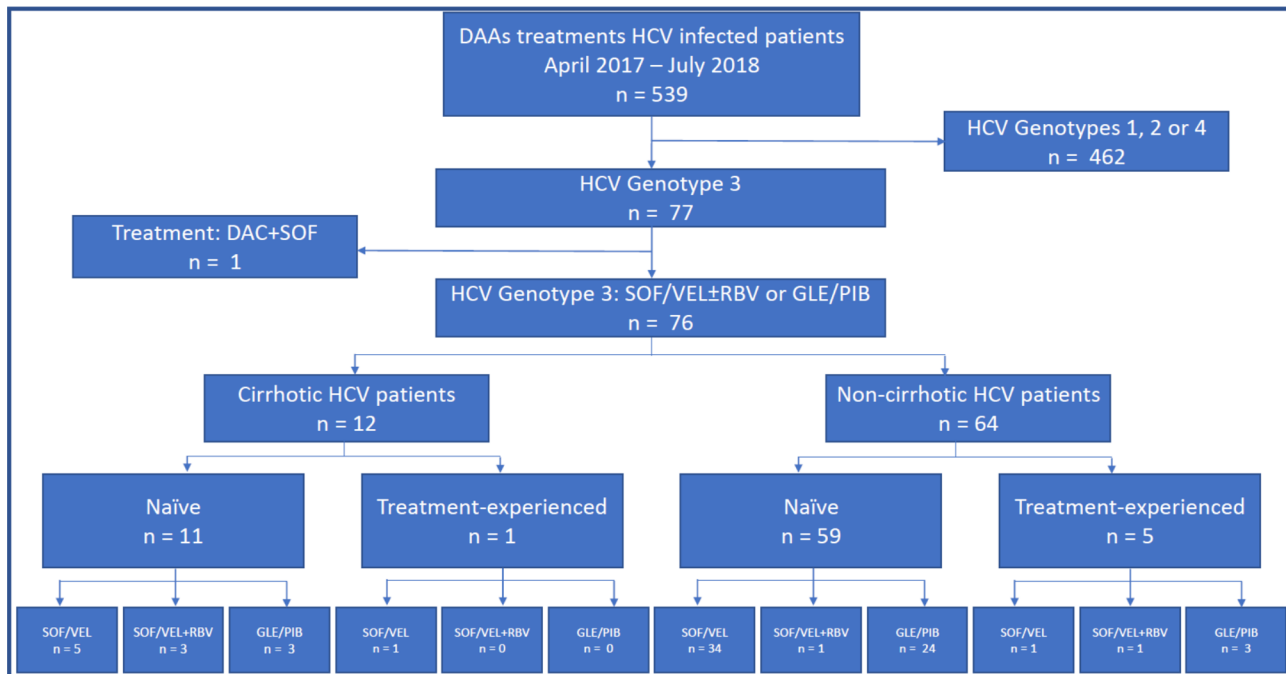 DAAs treatments HCV infected patients
April 2017 – July 2018
n = 539
HCV Genotypes 1, 2 or 4
n = 462
HCV Genotype 3
n = 77
Treatment: DAC+SOF
n = 1
HCV Genotype 3: SOF/VEL±RBV or GLE/PIB
n = 76
Cirrhotic HCV patients
n = 12
Non-cirrhotic HCV patients
n = 64
Naïve
n = 11
Treatment-experienced
n = 1
Naïve
n = 59
Treatment-experienced
n = 5
SOF/VEL
n = 5
SOF/VEL+RBV
n = 3
GLE/PIB
n = 3
SOF/VEL
n = 1
SOF/VEL+RBV
n = 0
GLE/PIB
n = 0
SOF/VEL
n = 34
SOF/VEL+RBV
n = 1
GLE/PIB
n = 24
SOF/VEL
n = 1
SOF/VEL+RBV
n = 1
GLE/PIB
n = 3